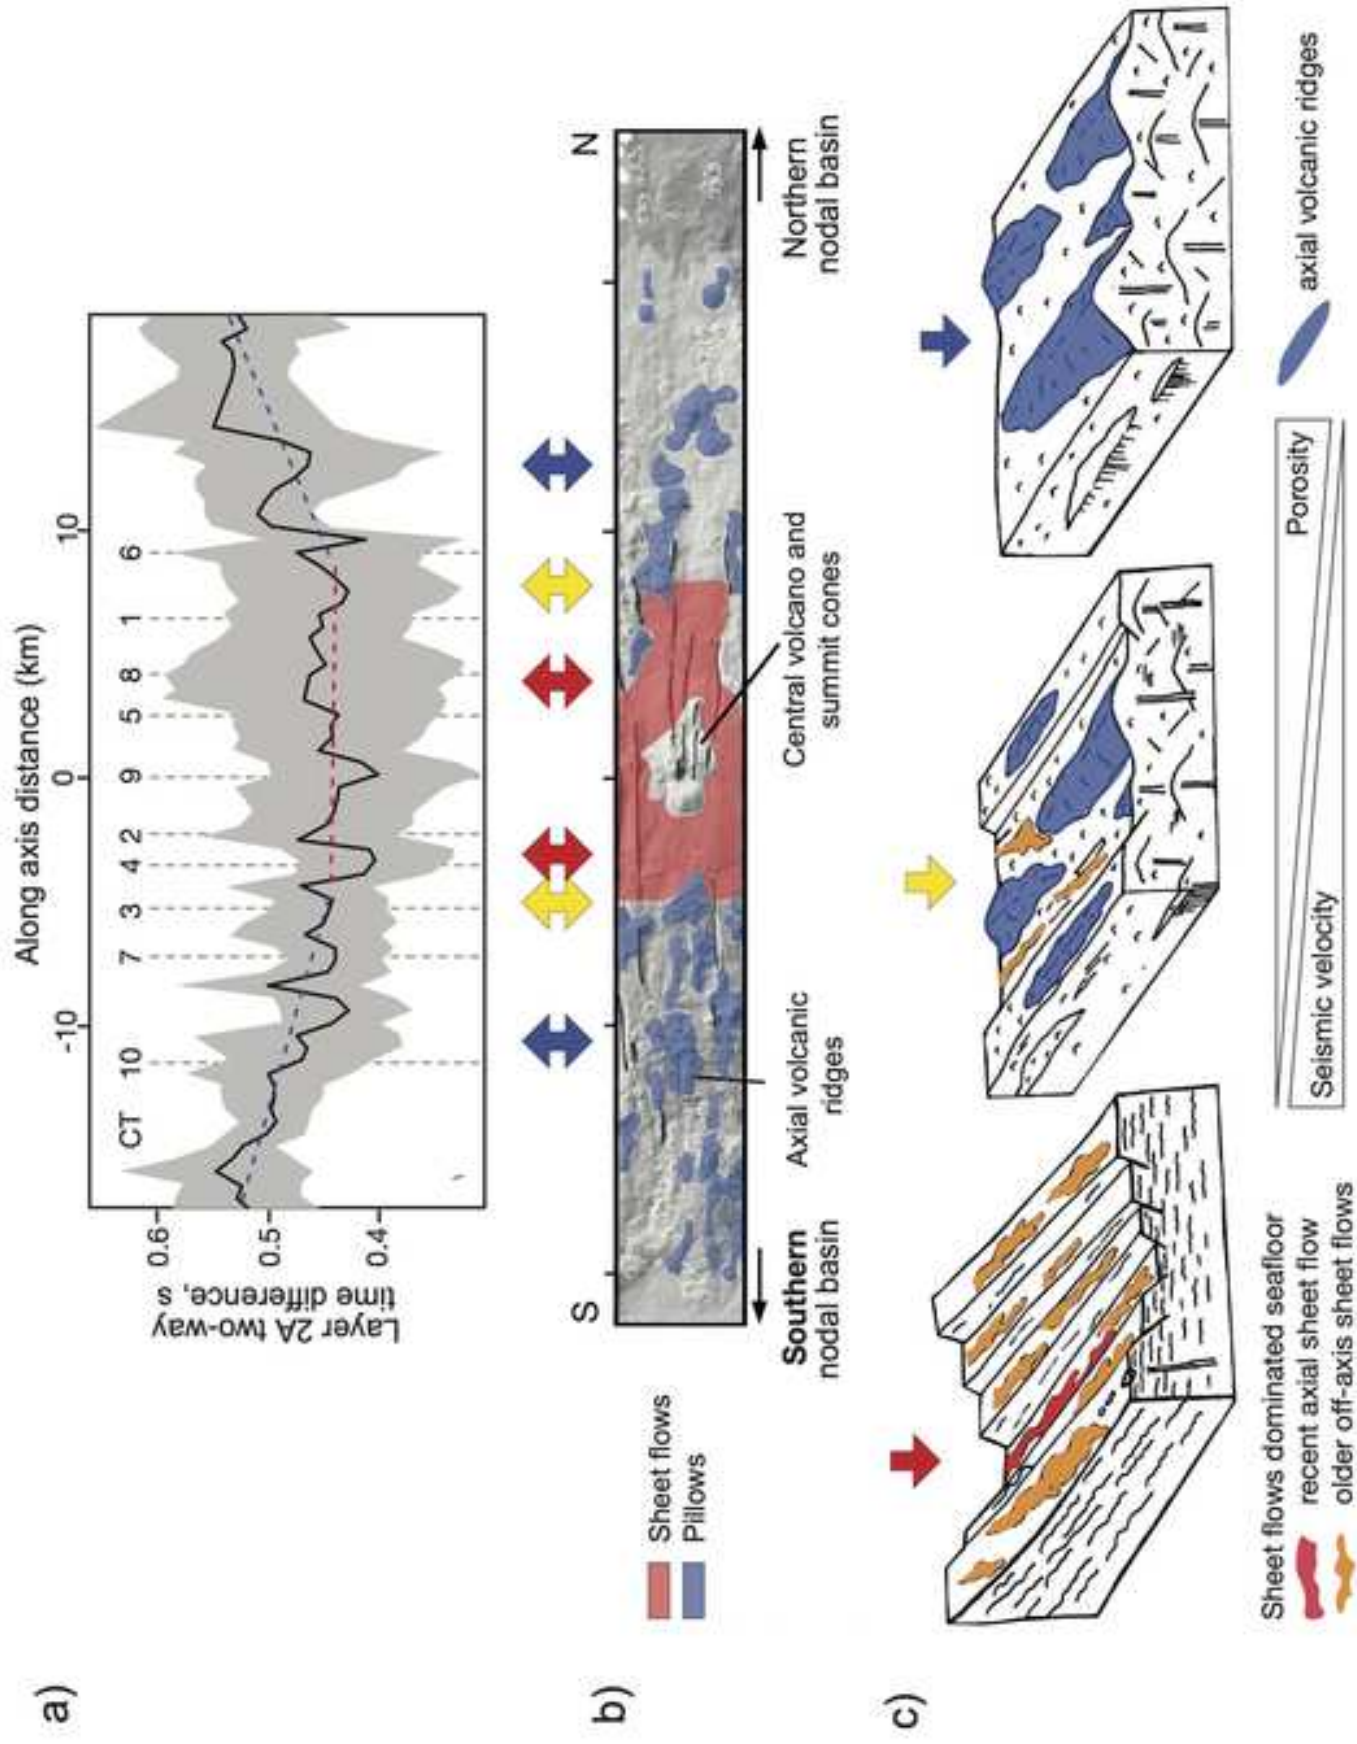 a)
Along axis distance (km)
-10
0
10
CT
10
7
3
4
2
9
5
8
1
6
0.6
0.5
0.4
Layer 2A two-way
time difference, s
b)
Sheet flows
Pillows
S
N
Southern
nodal basin
Axial volcanic
ridges
Central volcano and
summit cones
Northern
nodal basin
c)
Sheet flows dominated seafloor
recent axial sheet flow
older off-axis sheet flows
Seismic velocity
Porosity
axial volcanic ridges